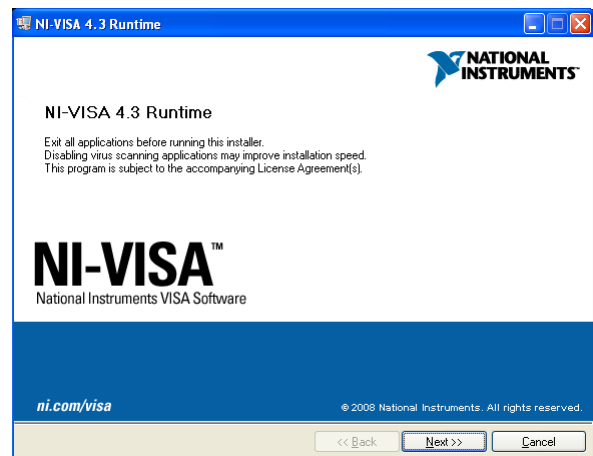 NI-VISA 4.3 Runtime
NATIONAL
INSTRUMENTS™
NI-VISA 4.3 Runtime
Exit all applications before running this installer.
Disabling virus scanning applications may improve installation speed.
This program is subject to the accompanying License Agreement(s).
NI-VISA™
National Instruments VISA Software
ni.com/visa
© 2008 National Instruments. All rights reserved.
<< Back
Next >>
Cancel